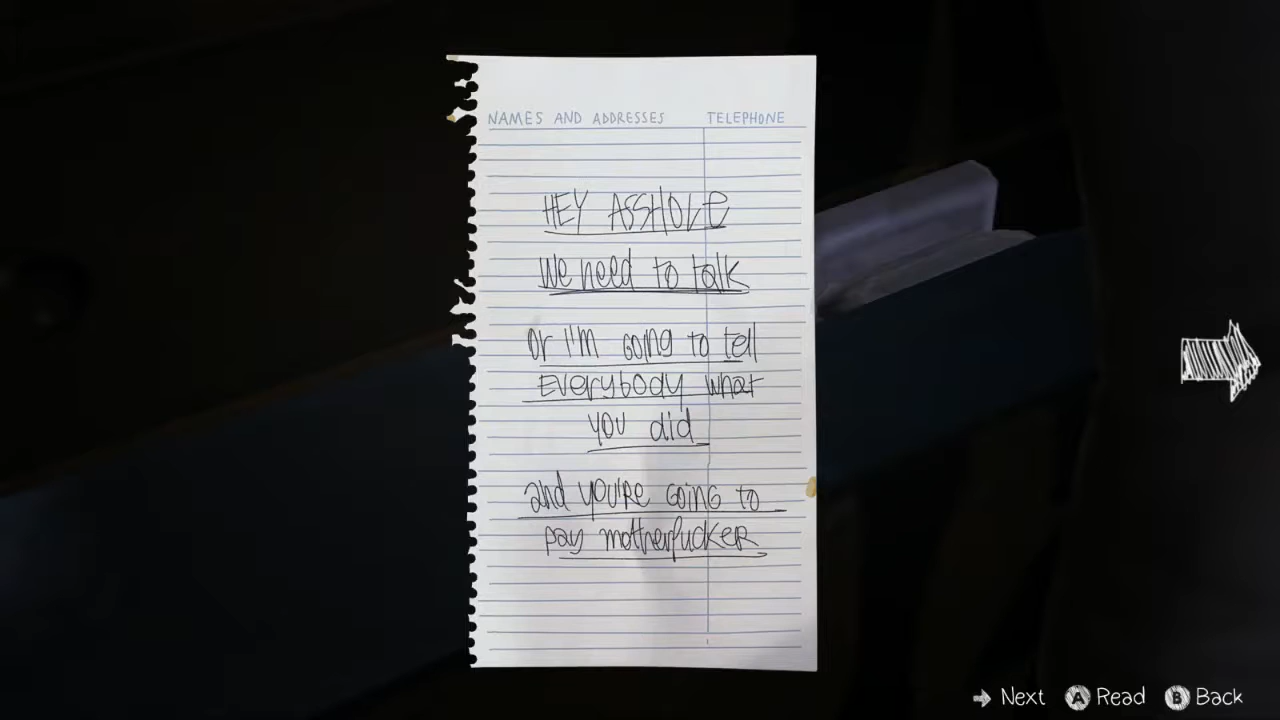 NAMES AND ADDRESSES TELEPHONE
HEY ASSHOLE
We need to talk
Or I'm going to tell
Everybody what
you did
and you're going to
pay motherfucker
Next A Read B Back